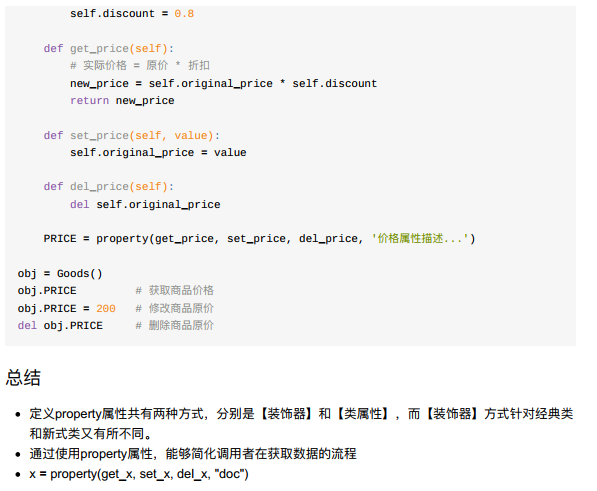 self.discount = 0.8
def get_price(self):
# 实际价格 = 原价 * 折扣
new_price = self.original_price * self.discount
return new_price
def set_price(self, value):
self.original_price = value
def del_price(self):
del self.original_price
PRICE = property(get_price, set_price, del_price, '价格属性描述...')
obj = Goods()
obj.PRICE # 获取商品价格
obj.PRICE = 200 # 修改商品原价
del obj.PRICE # 删除商品原价
总结
• 定义property属性共有两种方式，分别是【装饰器】和【类属性】，而【装饰器】方式针对经典类
和新式类又有所不同。
• 通过使用property属性，能够简化调用者在获取数据的流程
• x = property(get_x, set_x, del_x, "doc")